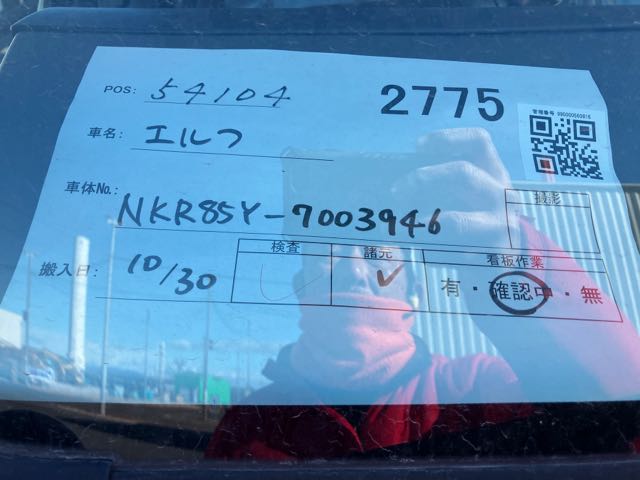 POS: 54104
2775
管理番号 990000560816
車名: エルフ
車体No.: NKR85Y-7003946
撮影
搬入日: 10/30
検査
諸元
看板作業
有・確認中・無